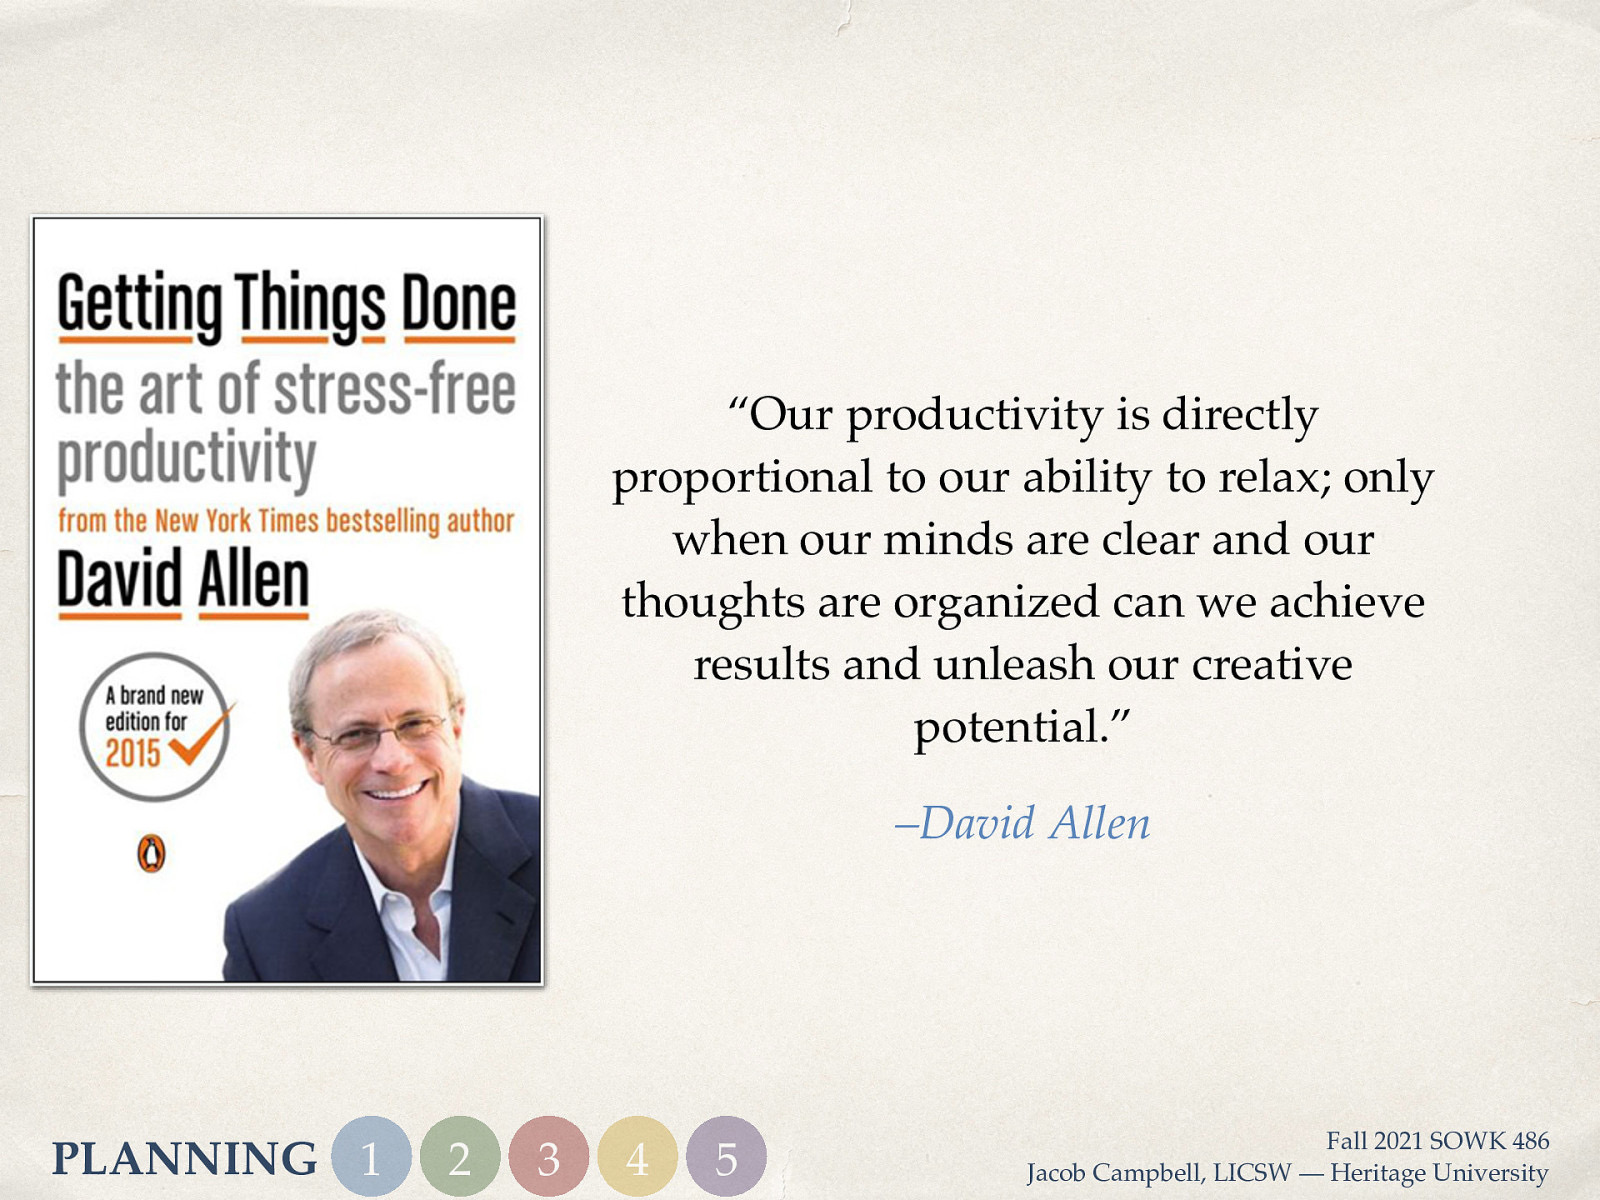 Getting Things Done
the art of stress-free
productivity
from the New York Times bestselling author
David Allen
A brand new
edition for
2015
“Our productivity is directly
proportional to our ability to relax; only
when our minds are clear and our
thoughts are organized can we achieve
results and unleash our creative
potential.”
–David Allen
PLANNING 1 2 3 4 5
Fall 2021 SOWK 486
Jacob Campbell, LICSW — Heritage University